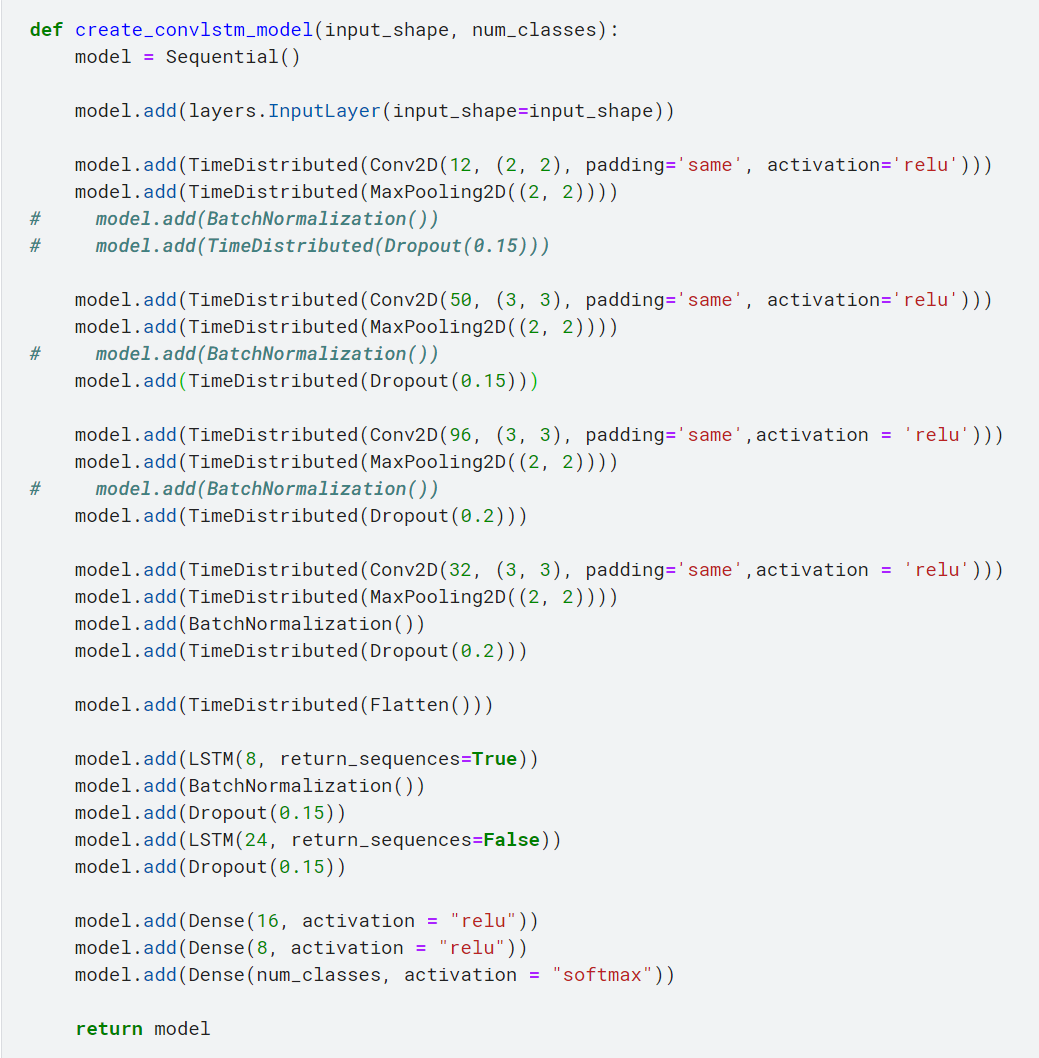 def create_convlstm_model(input_shape, num_classes):
    model = Sequential()

    model.add(layers.InputLayer(input_shape=input_shape))

    model.add(TimeDistributed(Conv2D(12, (2, 2), padding='same', activation='relu')))
    model.add(TimeDistributed(MaxPooling2D((2, 2))))
#     model.add(BatchNormalization())
#     model.add(TimeDistributed(Dropout(0.15)))

    model.add(TimeDistributed(Conv2D(50, (3, 3), padding='same', activation='relu')))
    model.add(TimeDistributed(MaxPooling2D((2, 2))))
#     model.add(BatchNormalization())
    model.add(TimeDistributed(Dropout(0.15)))

    model.add(TimeDistributed(Conv2D(96, (3, 3), padding='same',activation = 'relu')))
    model.add(TimeDistributed(MaxPooling2D((2, 2))))
#     model.add(BatchNormalization())
    model.add(TimeDistributed(Dropout(0.2)))

    model.add(TimeDistributed(Conv2D(32, (3, 3), padding='same',activation = 'relu')))
    model.add(TimeDistributed(MaxPooling2D((2, 2))))
    model.add(BatchNormalization())
    model.add(TimeDistributed(Dropout(0.2)))

    model.add(TimeDistributed(Flatten()))

    model.add(LSTM(8, return_sequences=True))
    model.add(BatchNormalization())
    model.add(Dropout(0.15))
    model.add(LSTM(24, return_sequences=False))
    model.add(Dropout(0.15))

    model.add(Dense(16, activation = "relu"))
    model.add(Dense(8, activation = "relu"))
    model.add(Dense(num_classes, activation = "softmax"))

    return model